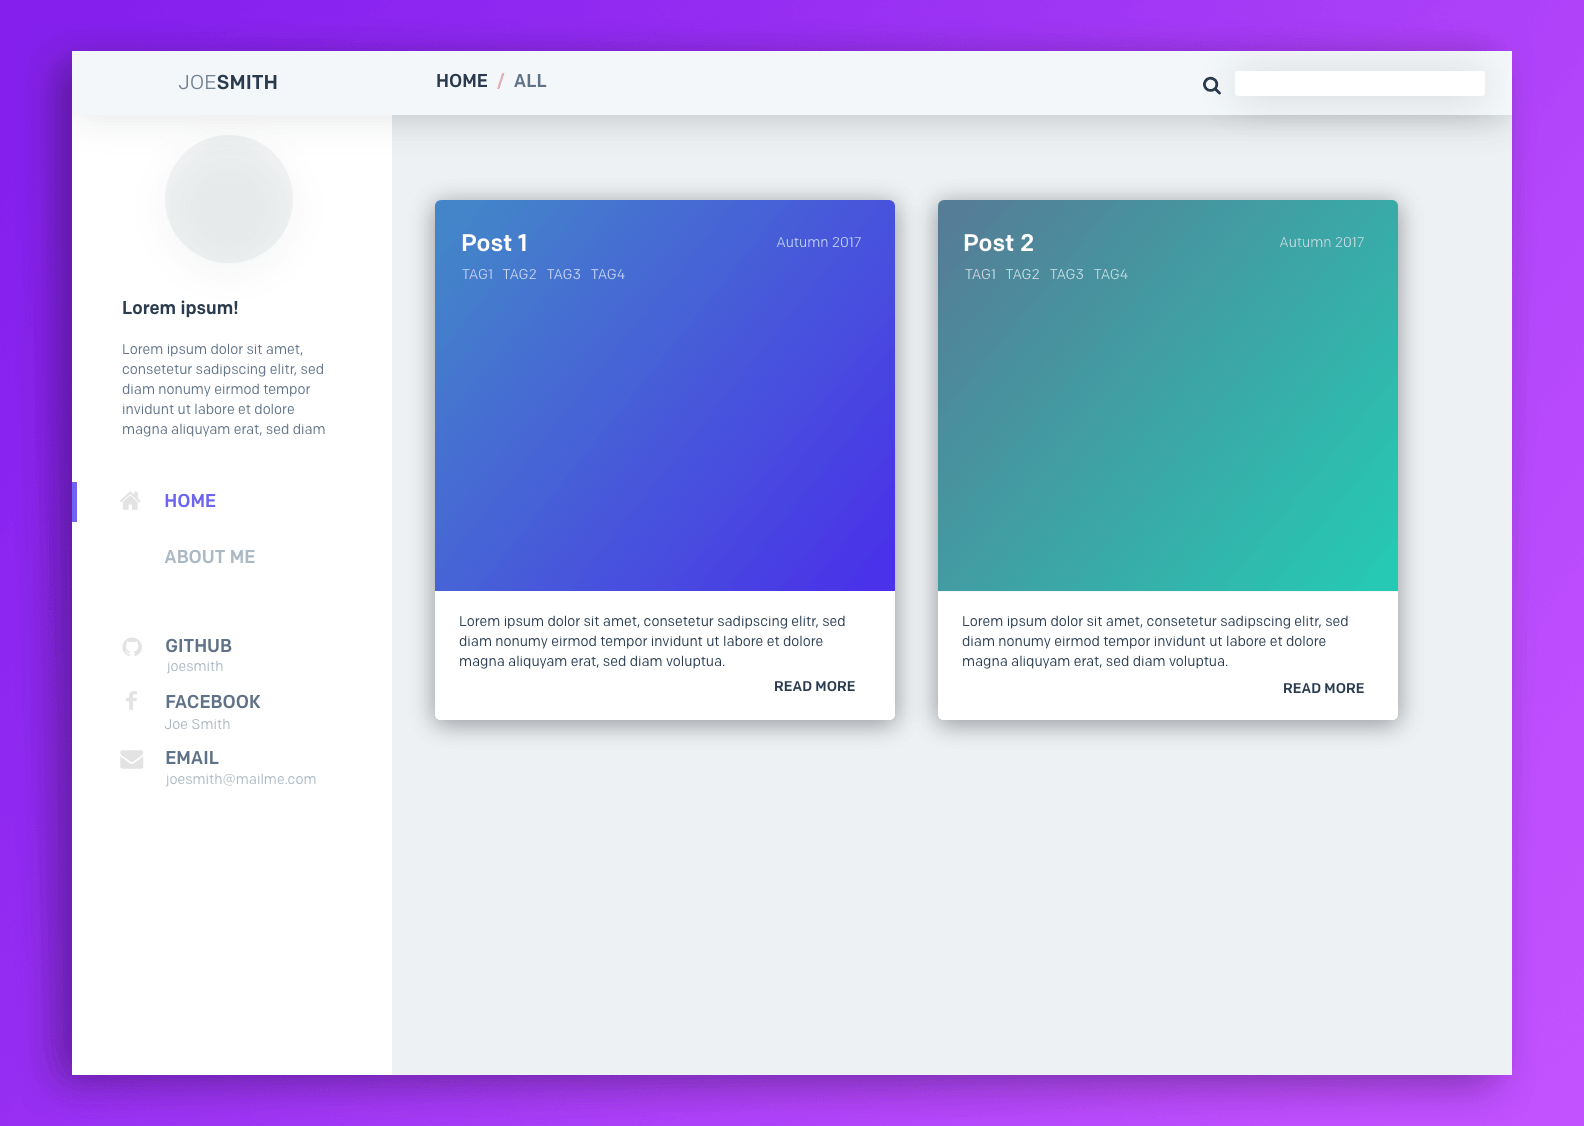 JOESMITH
HOME / ALL
Lorem ipsum!
Lorem ipsum dolor sit amet,
consetetur sadipscing elitr, sed
diam nonumy eirmod tempor
invidunt ut labore et dolore
magna aliquyam erat, sed diam
HOME
ABOUT ME
GITHUB
joesmith
FACEBOOK
Joe Smith
EMAIL
joesmith@mailme.com
Post 1
Autumn 2017
TAG1 TAG2 TAG3 TAG4
Lorem ipsum dolor sit amet, consetetur sadipscing elitr, sed
diam nonumy eirmod tempor invidunt ut labore et dolore
magna aliquyam erat, sed diam voluptua.
READ MORE
Post 2
Autumn 2017
TAG1 TAG2 TAG3 TAG4
Lorem ipsum dolor sit amet, consetetur sadipscing elitr, sed
diam nonumy eirmod tempor invidunt ut labore et dolore
magna aliquyam erat, sed diam voluptua.
READ MORE